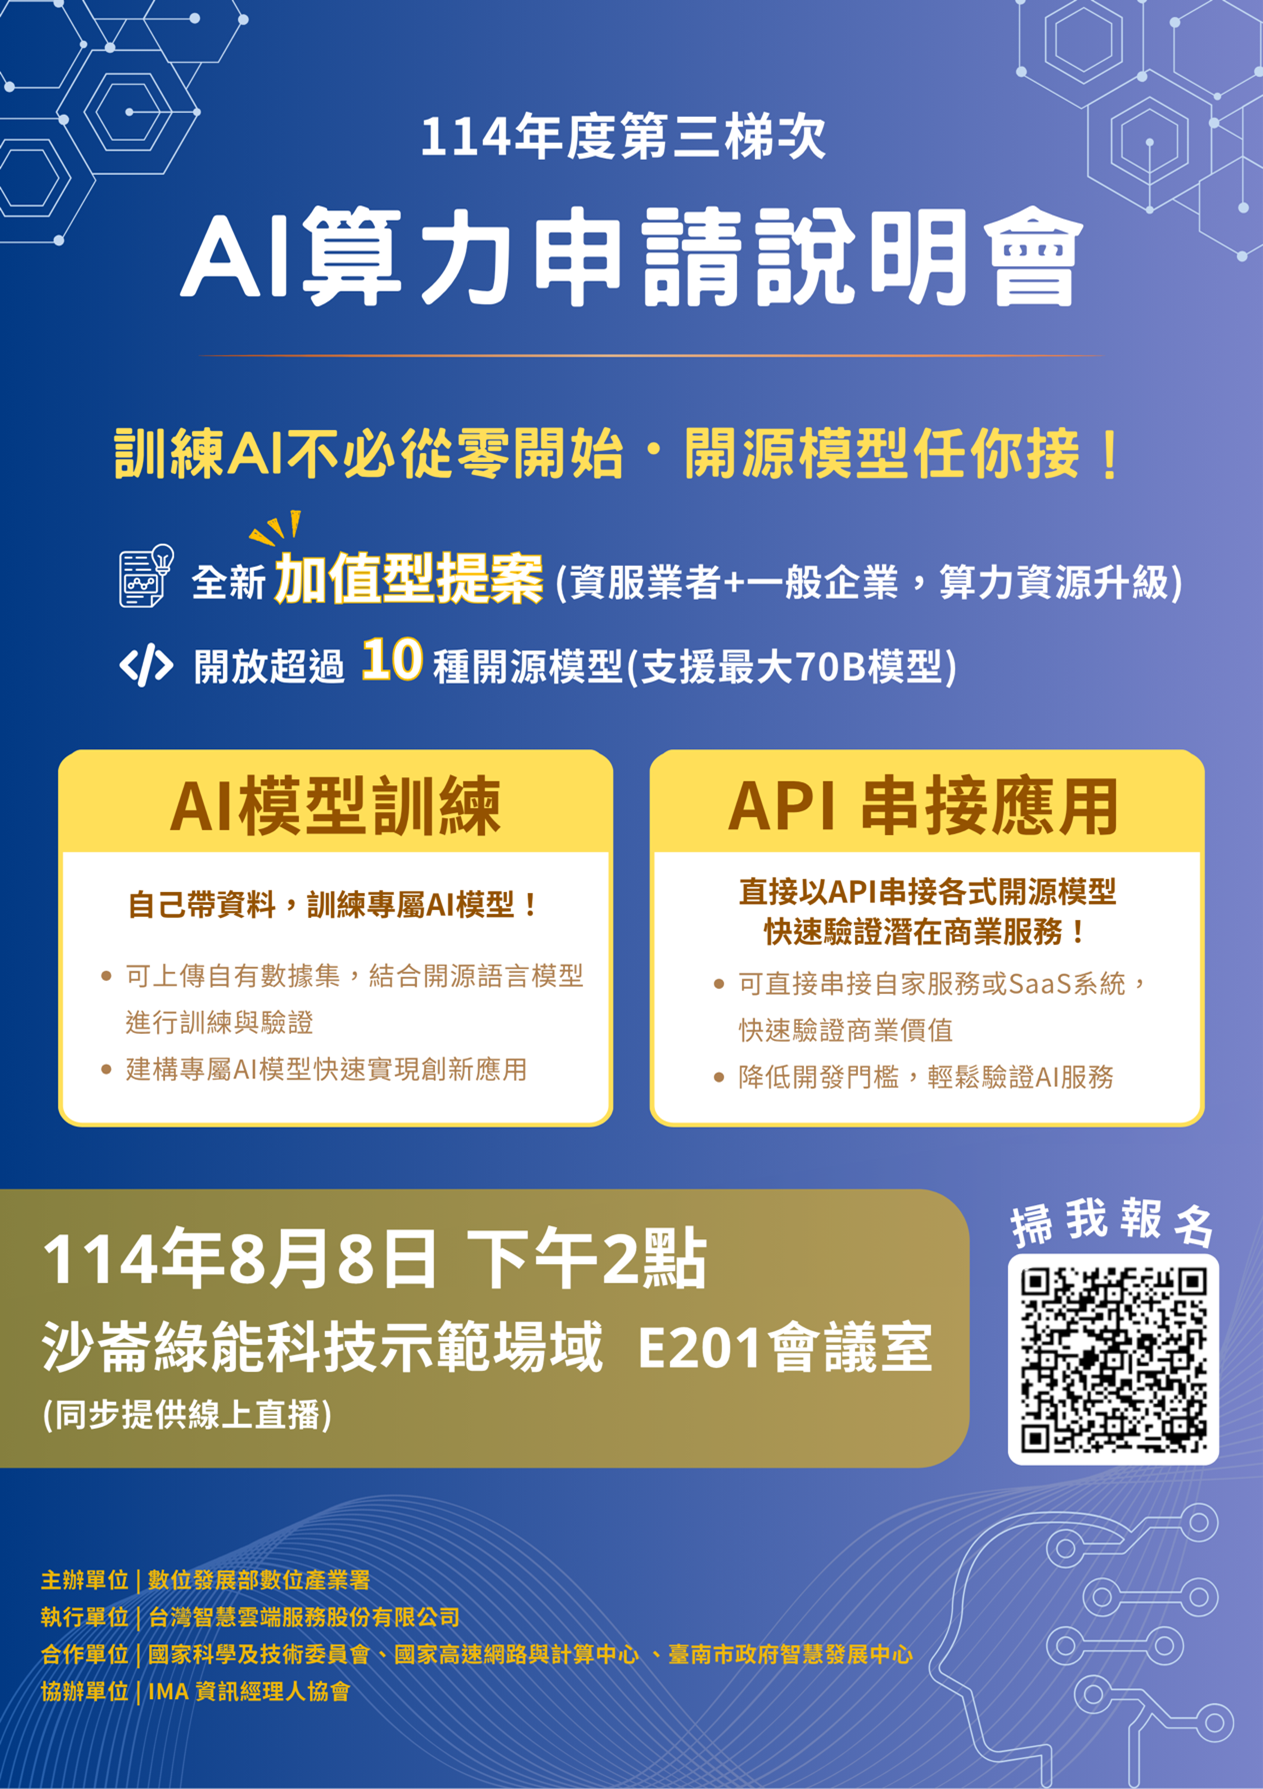 114年度第三梯次
AI算力申請說明會
訓練AI不必從零開始・開源模型任你接！
全新 加值型提案 (資服業者+一般企業，算力資源升級)
</> 開放超過 10 種開源模型(支援最大70B模型)
AI模型訓練
自己帶資料，訓練專屬AI模型！
• 可上傳自有數據集，結合開源語言模型
進行訓練與驗證
• 建構專屬AI模型快速實現創新應用
API 串接應用
直接以API串接各式開源模型
快速驗證潛在商業服務！
• 可直接串接自家服務或SaaS系統，
快速驗證商業價值
• 降低開發門檻，輕鬆驗證AI服務
114年8月8日 下午2點
沙崙綠能科技示範場域 E201會議室
(同步提供線上直播)
掃我報名
主辦單位 | 數位發展部數位產業署
執行單位 | 台灣智慧雲端服務股份有限公司
合作單位 | 國家科學及技術委員會、國家高速網路與計算中心、臺南市政府智慧發展中心
協辦單位 | IMA 資訊經理人協會